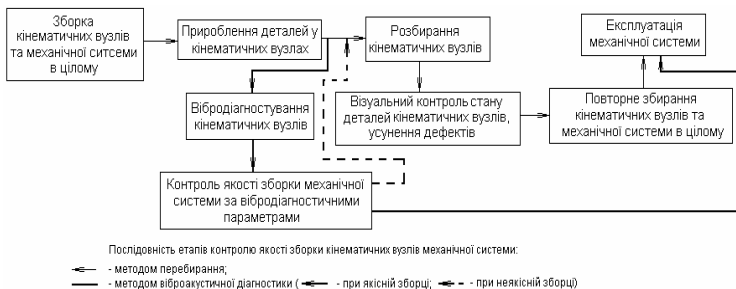 Зборка
кінематичних вузлів
та механічної ситсеми
в цілому
Прироблення деталей у
кінематичних вузлах
Розбирання
кінематичних вузлів
Експлуатація
механічної системи
Вібродіагностування
кінематичних вузлів
Візуальний контроль стану
деталей кінематичних вузлів,
усунення дефектів
Повторне збирання
кінематичних вузлів та
механічної системи в цілому
Контроль якості зборки механічної
системи за вібродіагностичними
параметрами
Послідовність етапів контролю якості зборки кінематичних вузлів механічної системи:
- методом перебирання;
- методом віброакустичної діагностики ( - при якісній зборці; - при неякісній зборці)